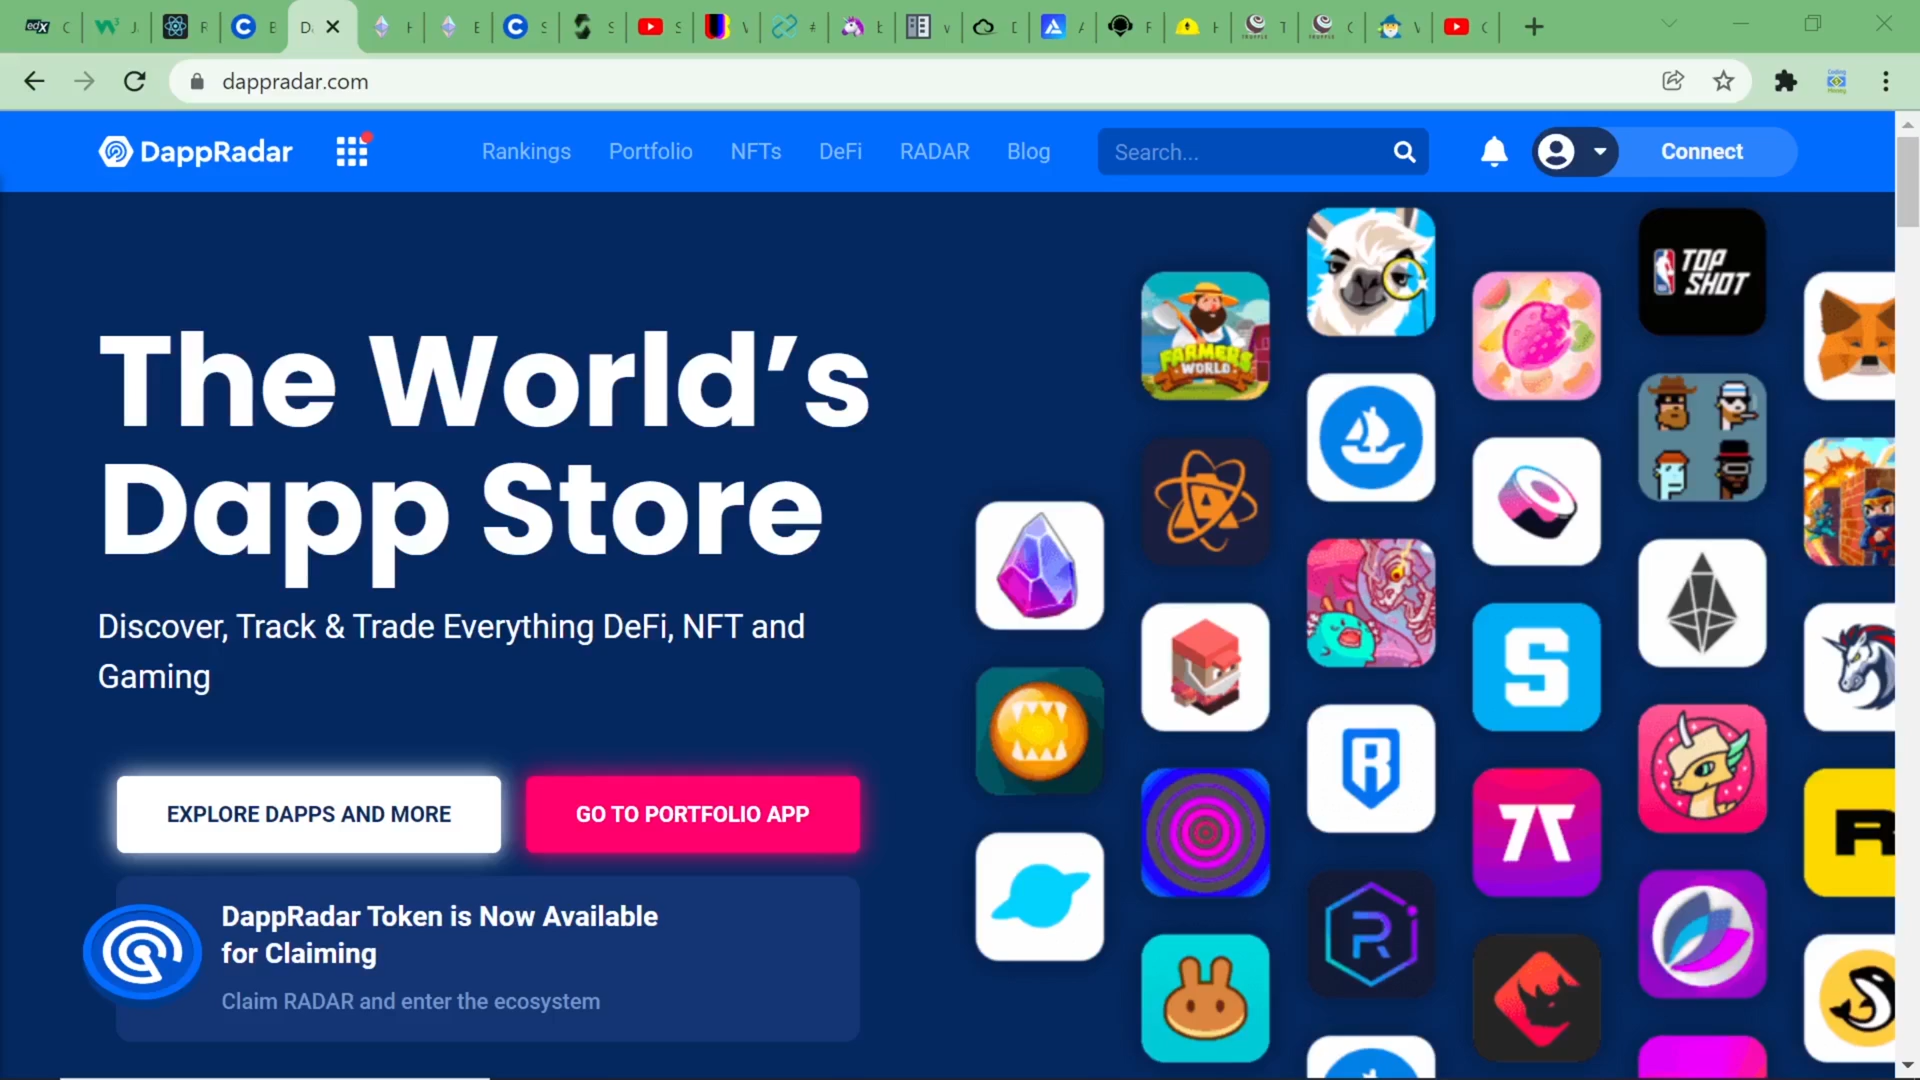 dappradar.com
DappRadar
Rankings
Portfolio
NFTs
DeFi
RADAR
Blog
Search...
Connect
The World's
Dapp Store
Discover, Track & Trade Everything DeFi, NFT and
Gaming
EXPLORE DAPPS AND MORE
GO TO PORTFOLIO APP
DappRadar Token is Now Available
for Claiming
Claim RADAR and enter the ecosystem
FARMERS
WORLD
TOP
SHOT
S
R
R
R
edX